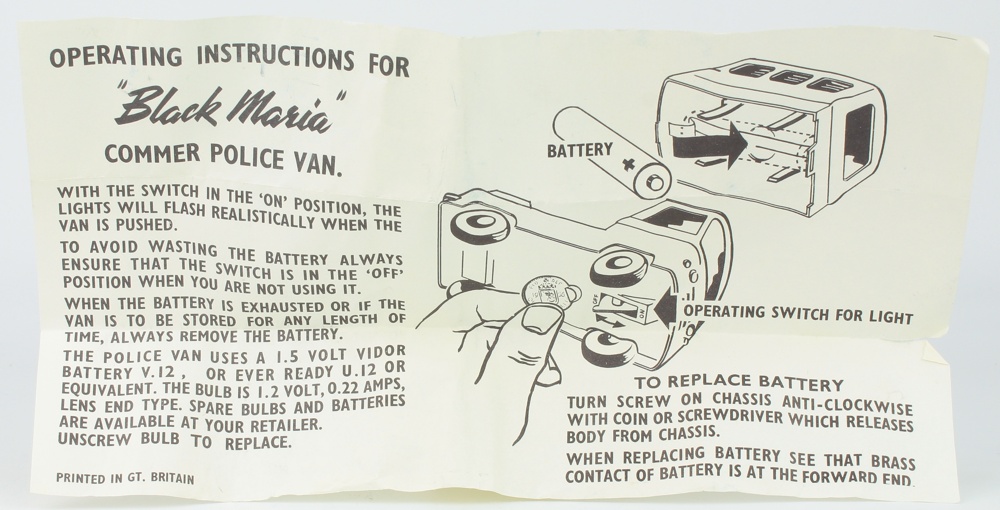 OPERATING INSTRUCTIONS FOR
"Black Maria"
COMMER POLICE VAN.
WITH THE SWITCH IN THE 'ON' POSITION, THE
LIGHTS WILL FLASH REALISTICALLY WHEN THE
VAN IS PUSHED.
TO AVOID WASTING THE BATTERY ALWAYS
ENSURE THAT THE SWITCH IS IN THE 'OFF'
POSITION WHEN YOU ARE NOT USING IT.
WHEN THE BATTERY IS EXHAUSTED OR IF THE
VAN IS TO BE STORED FOR ANY LENGTH OF
TIME, ALWAYS REMOVE THE BATTERY.
THE POLICE VAN USES A 1.5 VOLT VIDOR
BATTERY V.12, OR EVER READY U.12 OR
EQUIVALENT. THE BULB IS 1.2 VOLT, 0.22 AMPS,
LENS END TYPE. SPARE BULBS AND BATTERIES
ARE AVAILABLE AT YOUR RETAILER.
UNSCREW BULB TO REPLACE.
PRINTED IN GT. BRITAIN
BATTERY
+
OFF
ON
OPERATING SWITCH FOR LIGHT
TO REPLACE BATTERY
TURN SCREW ON CHASSIS ANTI-CLOCKWISE
WITH COIN OR SCREWDRIVER WHICH RELEASES
BODY FROM CHASSIS.
WHEN REPLACING BATTERY SEE THAT BRASS
CONTACT OF BATTERY IS AT THE FORWARD END.